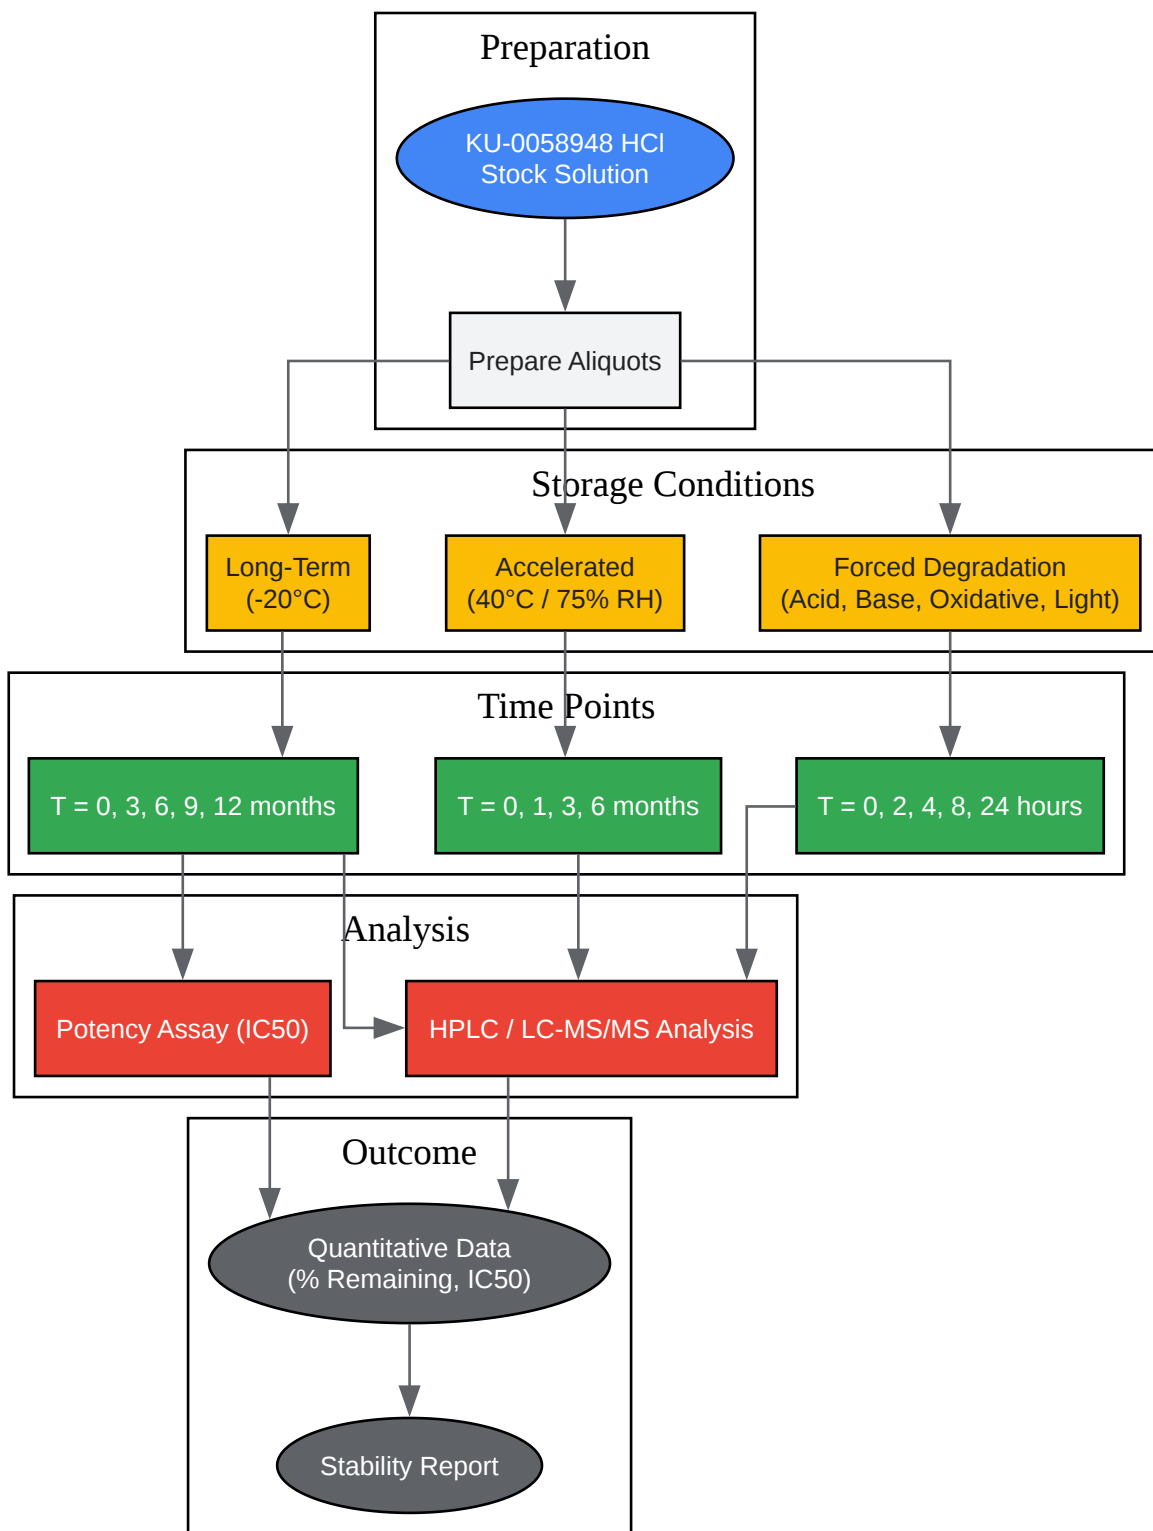 Preparation
KU-0058948 HCl
Stock Solution
Prepare Aliquots
Storage Conditions
Long-Term
(-20°C)
Accelerated
(40°C / 75% RH)
Forced Degradation
(Acid, Base, Oxidative, Light)
Time Points
T = 0, 3, 6, 9, 12 months
T = 0, 1, 3, 6 months
T = 0, 2, 4, 8, 24 hours
Analysis
Potency Assay (IC50)
HPLC / LC-MS/MS Analysis
Outcome
Quantitative Data
(% Remaining, IC50)
Stability Report